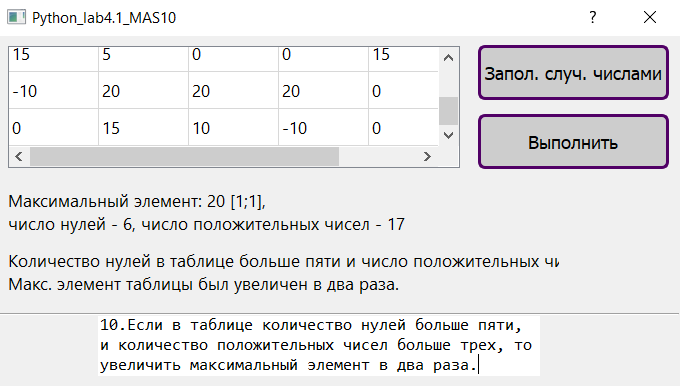 Python_lab4.1_MAS10
15 5 0 0 15
-10 20 20 20 0
0 15 10 -10 0
Запол. случ. числами
Выполнить
Максимальный элемент: 20 [1;1],
число нулей - 6, число положительных чисел - 17
Количество нулей в таблице больше пяти и число положительных
Макс. элемент таблицы был увеличен в два раза.
10.Если в таблице количество нулей больше пяти,
и количество положительных чисел больше трех, то
увеличить максимальный элемент в два раза.